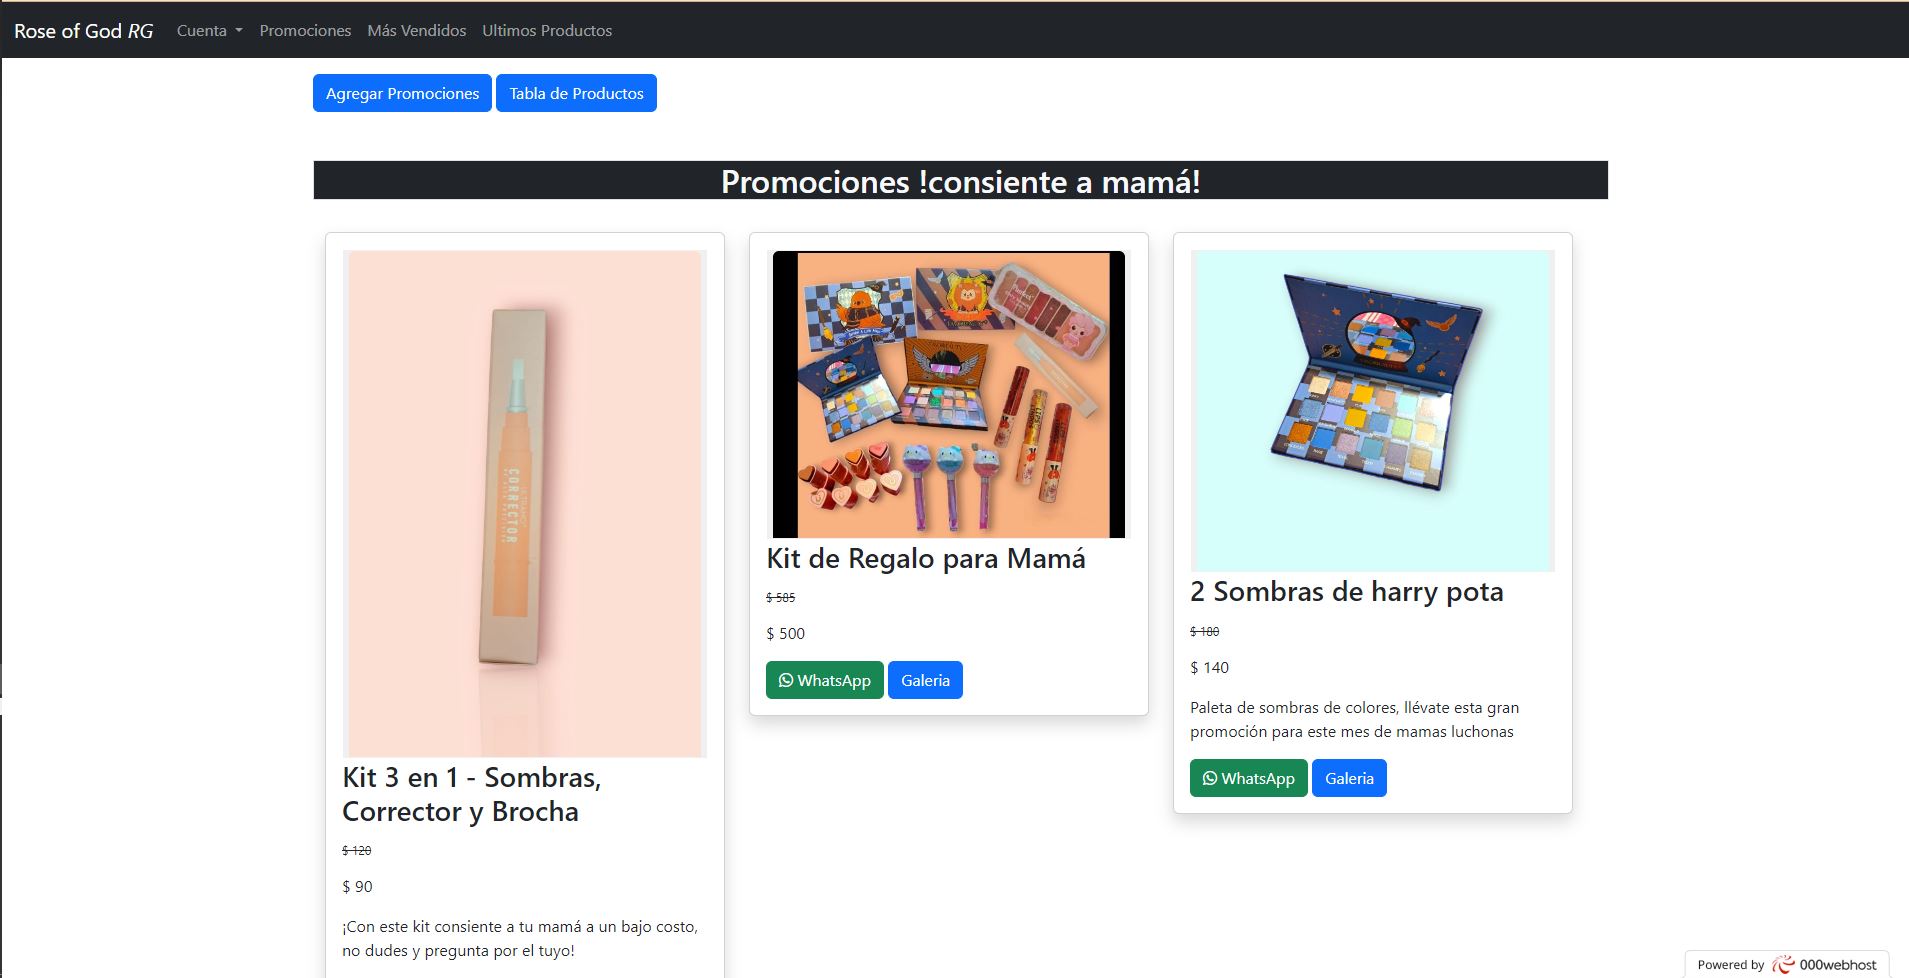 Rose of God RG Cuenta Promociones Más Vendidos Ultimos Productos
Agregar Promociones Tabla de Productos
Promociones !consiente a mamá!
CORRECTOR
Kit 3 en 1 - Sombras,
Corrector y Brocha
$ 120
$ 90
¡Con este kit consiente a tu mamá a un bajo costo,
no dudes y pregunta por el tuyo!
Kit de Regalo para Mamá
$ 585
$ 500
WhatsApp Galeria
2 Sombras de harry pota
$ 180
$ 140
Paleta de sombras de colores, llévate esta gran
promoción para este mes de mamas luchonas
WhatsApp Galeria
Powered by 000webhost